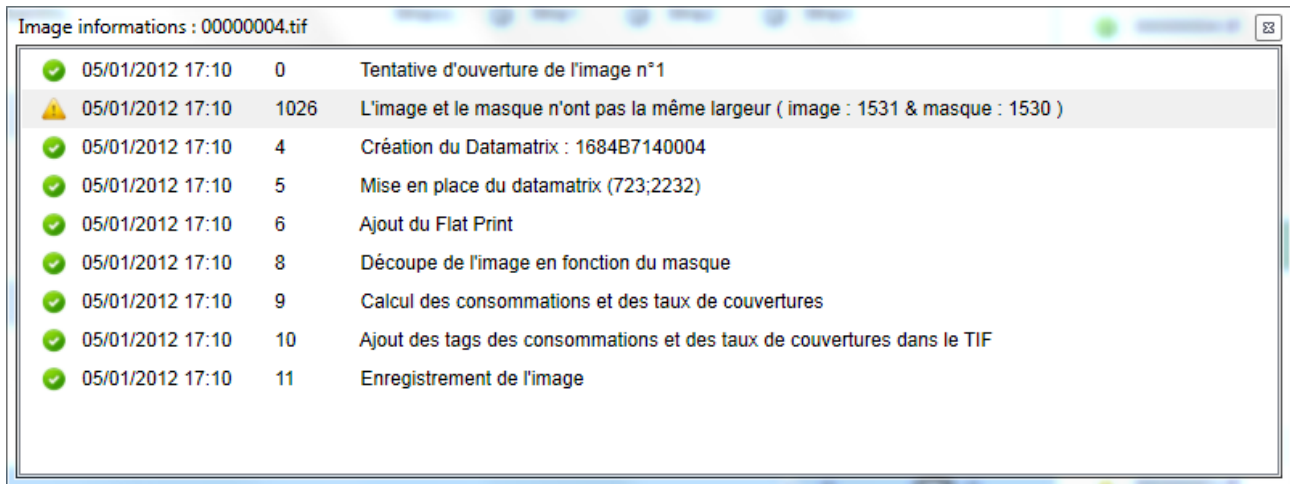 Image informations : 00000004.tif
05/01/2012 17:10 0 Tentative d'ouverture de l'image n°1
05/01/2012 17:10 1026 L'image et le masque n'ont pas la même largeur ( image : 1531 & masque : 1530 )
05/01/2012 17:10 4 Création du Datamatrix : 1684B7140004
05/01/2012 17:10 5 Mise en place du datamatrix (723;2232)
05/01/2012 17:10 6 Ajout du Flat Print
05/01/2012 17:10 8 Découpe de l'image en fonction du masque
05/01/2012 17:10 9 Calcul des consommations et des taux de couvertures
05/01/2012 17:10 10 Ajout des tags des consommations et des taux de couvertures dans le TIF
05/01/2012 17:10 11 Enregistrement de l'image